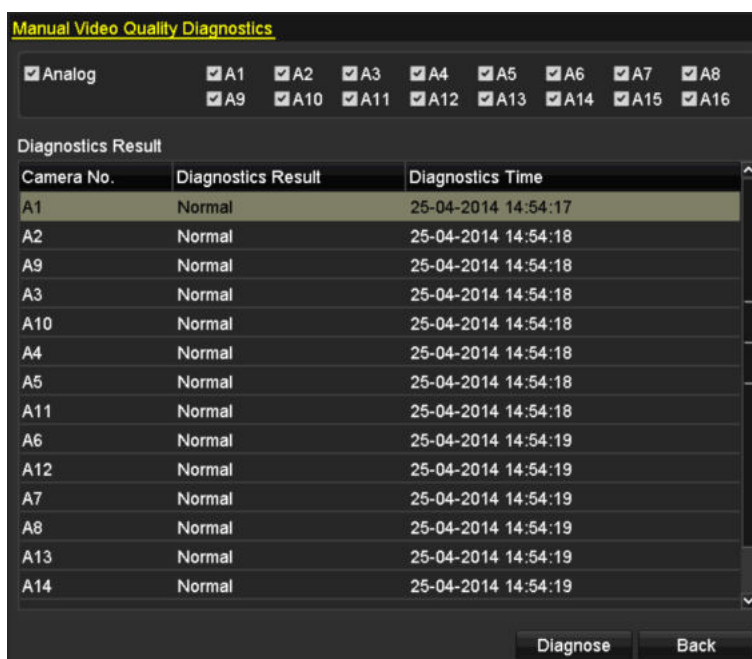 Manual Video Quality Diagnostics
Analog A1 A2 A3 A4 A5 A6 A7 A8
A9 A10 A11 A12 A13 A14 A15 A16
Diagnostics Result
Camera No. Diagnostics Result Diagnostics Time
A1 Normal 25-04-2014 14:54:17
A2 Normal 25-04-2014 14:54:18
A9 Normal 25-04-2014 14:54:18
A3 Normal 25-04-2014 14:54:18
A10 Normal 25-04-2014 14:54:18
A4 Normal 25-04-2014 14:54:18
A5 Normal 25-04-2014 14:54:18
A11 Normal 25-04-2014 14:54:18
A6 Normal 25-04-2014 14:54:19
A12 Normal 25-04-2014 14:54:19
A7 Normal 25-04-2014 14:54:19
A8 Normal 25-04-2014 14:54:19
A13 Normal 25-04-2014 14:54:19
A14 Normal 25-04-2014 14:54:19
Diagnose Back